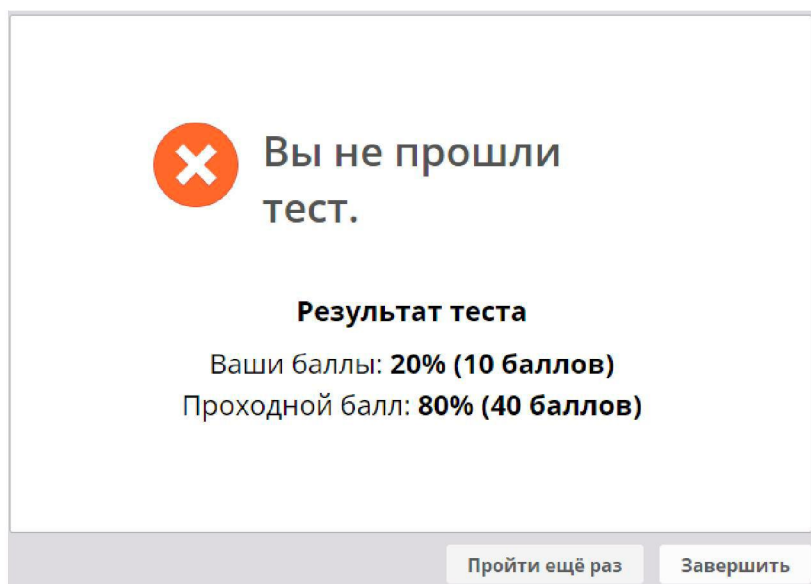 Вы не прошли
тест.
Результат теста
Ваши баллы: 20% (10 баллов)
Проходной балл: 80% (40 баллов)
Пройти ещё раз
Завершить